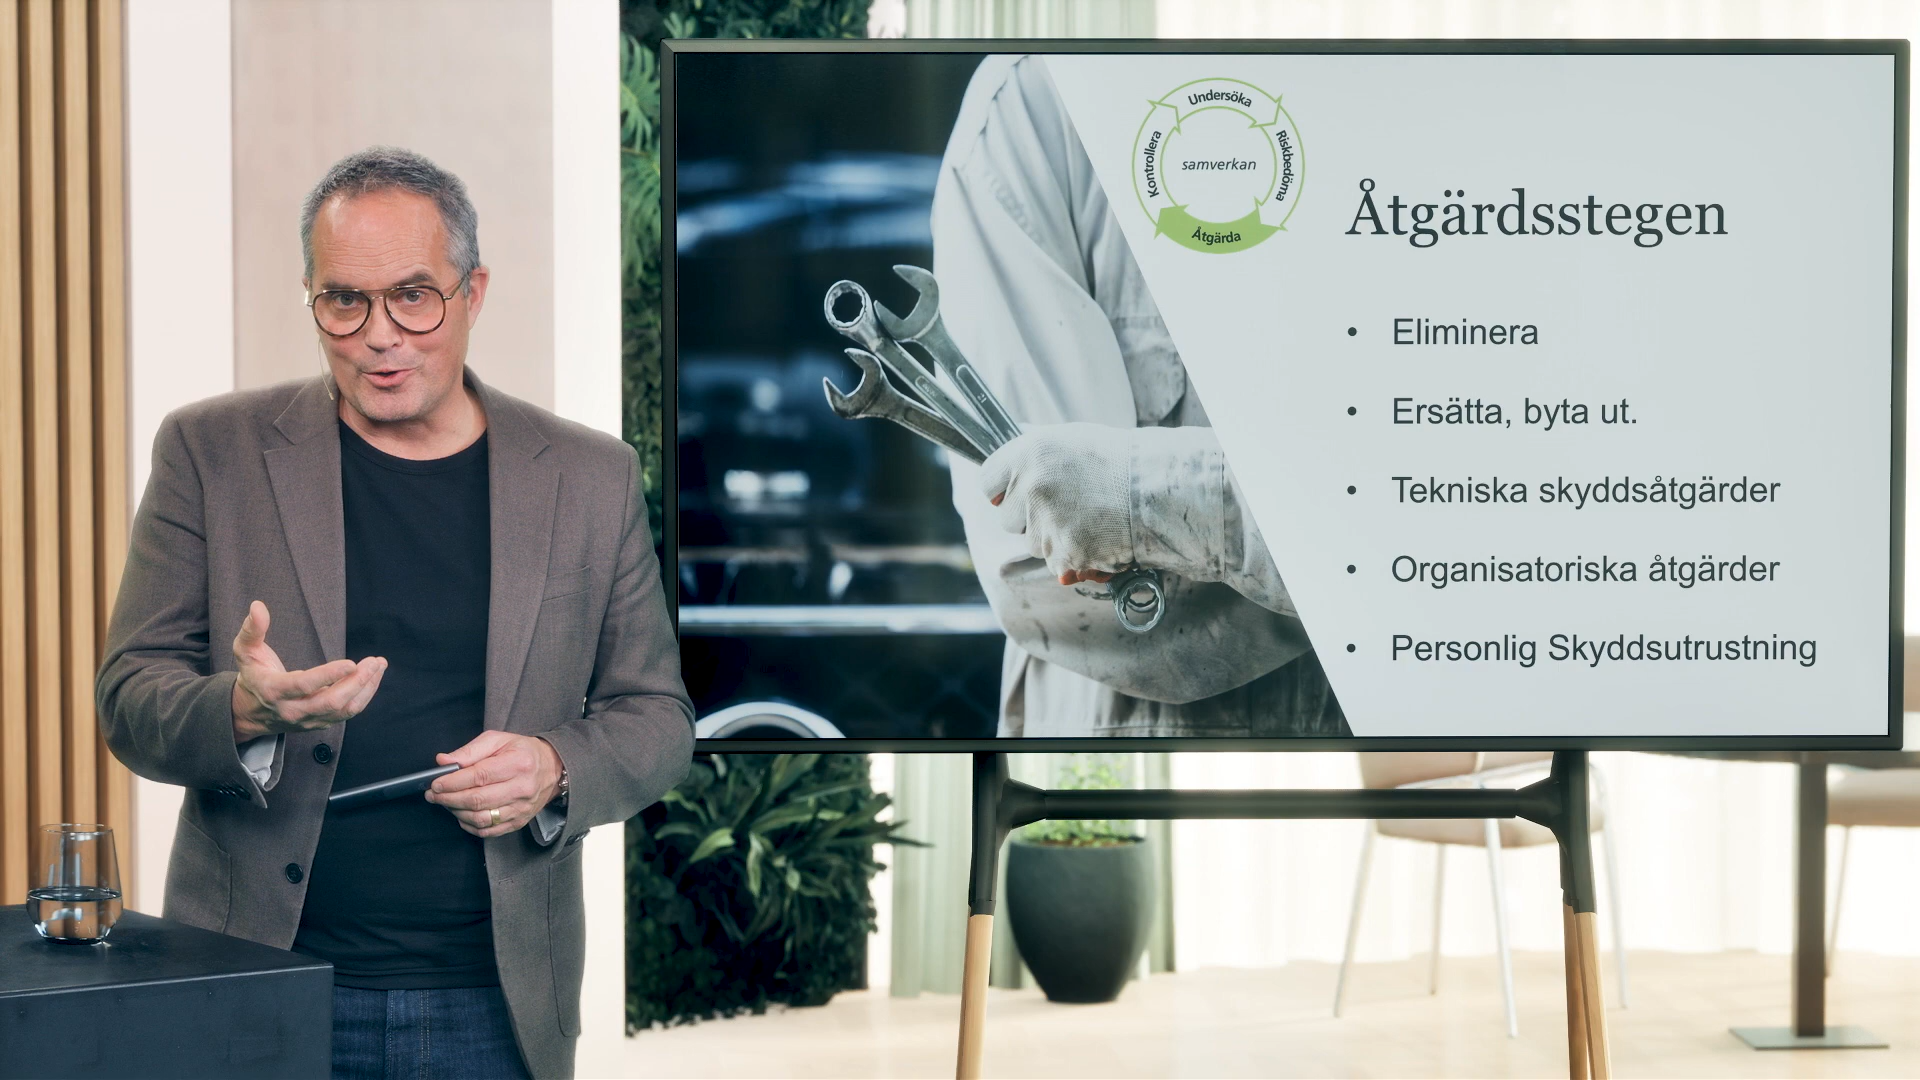 Undersöka
Riskbedöma
Åtgärda
Kontrollera
samverkan
Åtgärdsstegen
• Eliminera
• Ersätta, byta ut.
• Tekniska skyddsåtgärder
• Organisatoriska åtgärder
• Personlig Skyddsutrustning